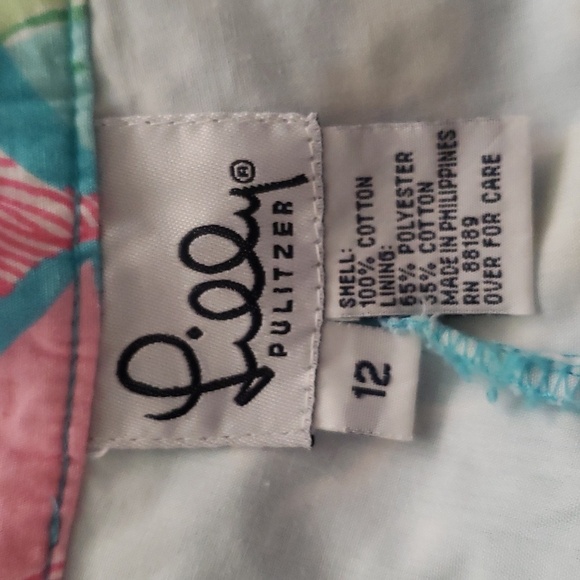 Lilly®
PULITZER
SHELL:
100% COTTON
LINING:
65% POLYESTER
35% COTTON
MADE IN PHILIPPINES
RN 88189
OVER FOR CARE
12